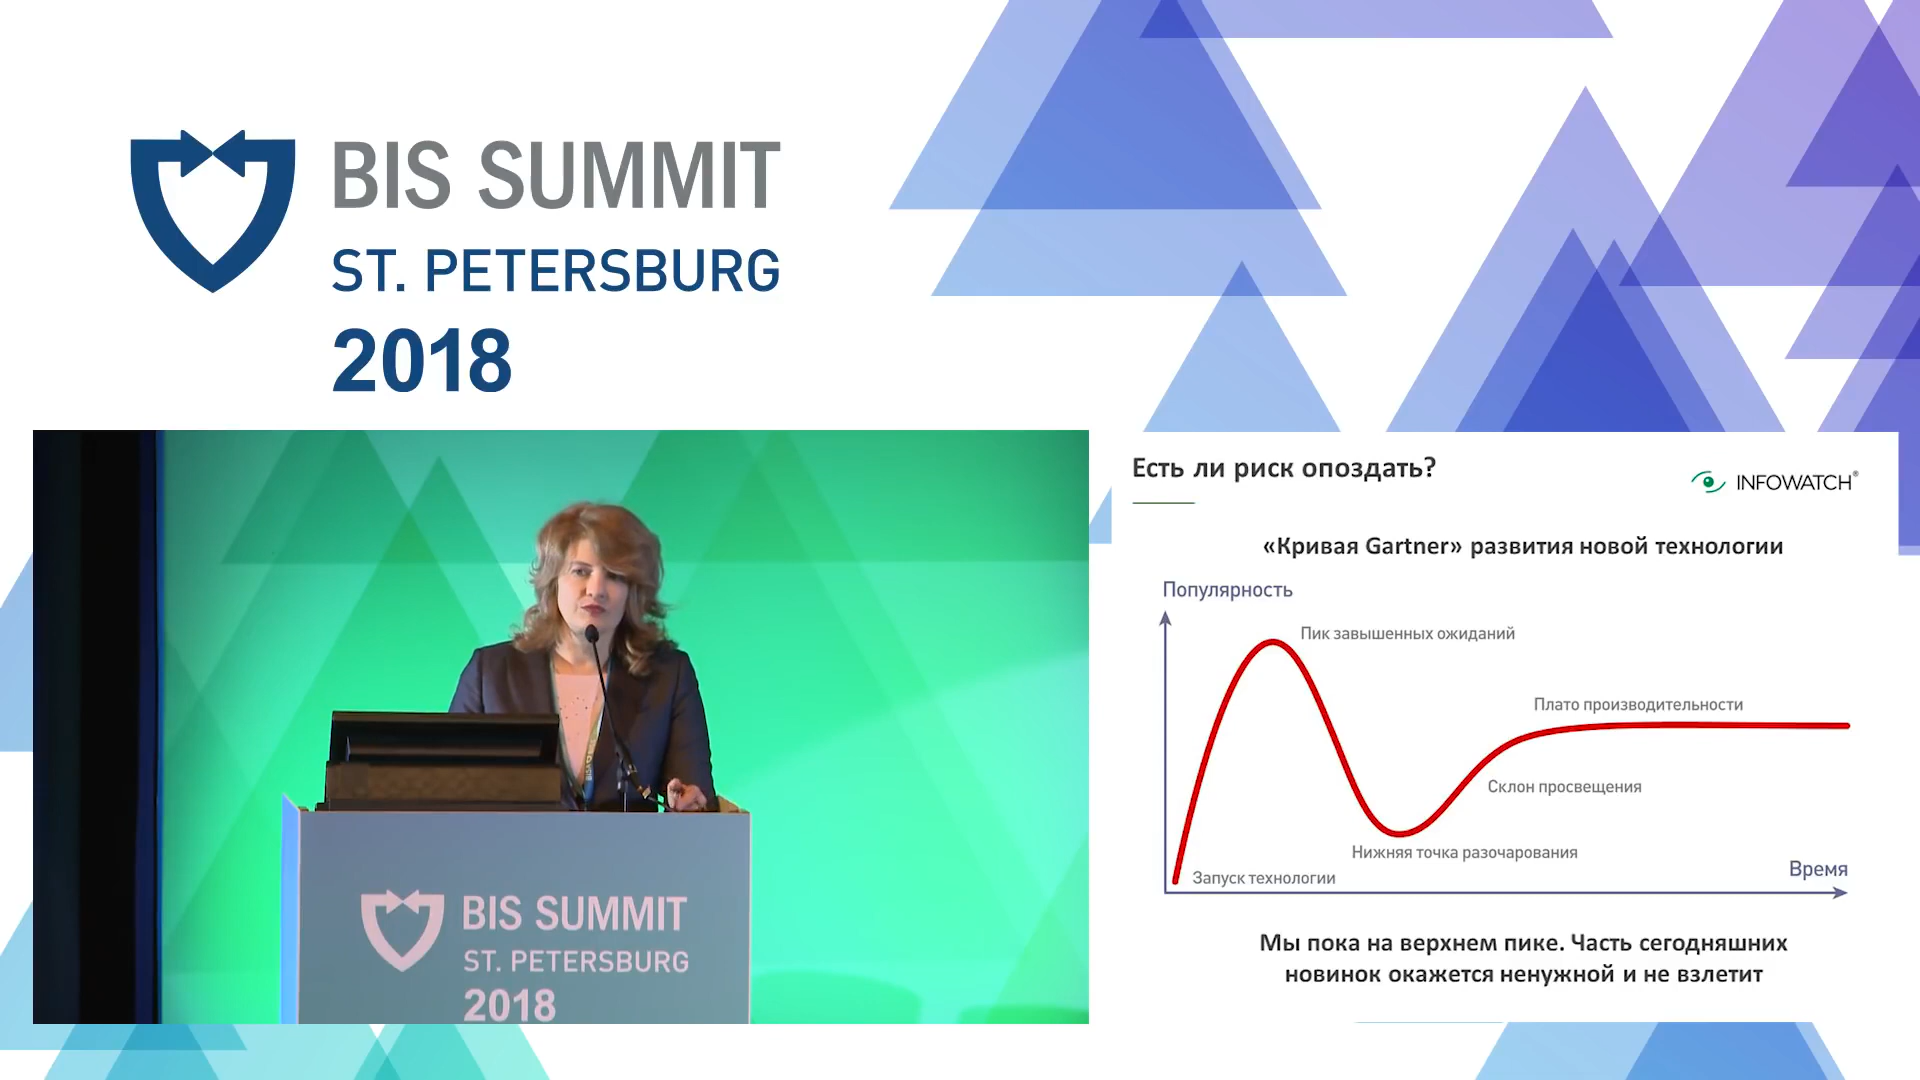 BIS SUMMIT
ST. PETERSBURG
2018
BIS SUMMIT
ST. PETERSBURG
2018
Есть ли риск опоздать?
INFOWATCH®
«Кривая Gartner» развития новой технологии
Популярность
Пик завышенных ожиданий
Плато производительности
Склон просвещения
Нижняя точка разочарования
Время
Запуск технологии
Мы пока на верхнем пике. Часть сегодняшних
новинок окажется ненужной и не взлетит